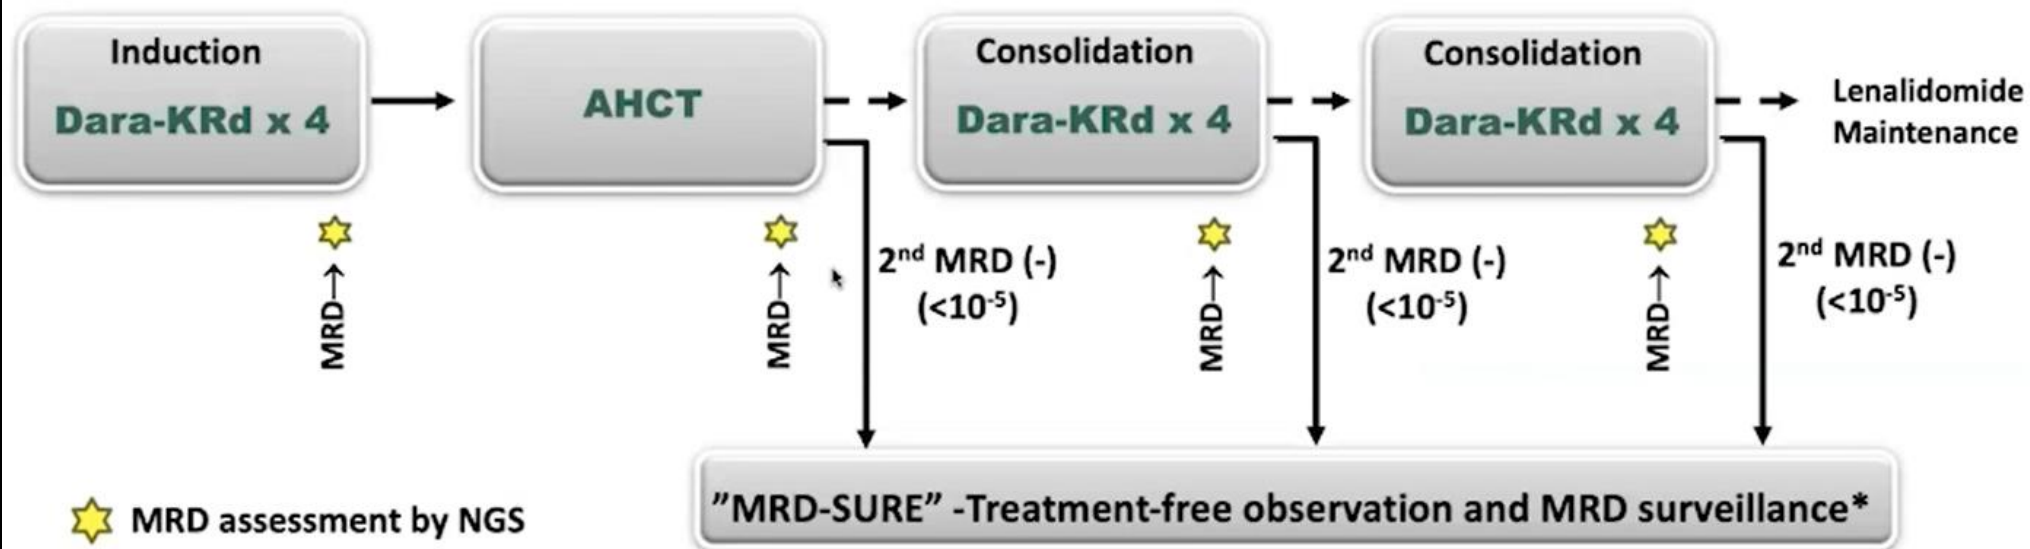 Induction
Dara-KRd x 4
AHCT
Consolidation
Dara-KRd x 4
Consolidation
Dara-KRd x 4
Lenalidomide
Maintenance
MRD→
MRD→
2nd MRD (-)
(<10-5)
MRD→
2nd MRD (-)
(<10-5)
MRD→
2nd MRD (-)
(<10-5)
MRD assessment by NGS
”MRD-SURE” -Treatment-free observation and MRD surveillance*